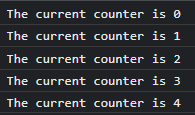 The current counter is 0
The current counter is 1
The current counter is 2
The current counter is 3
The current counter is 4